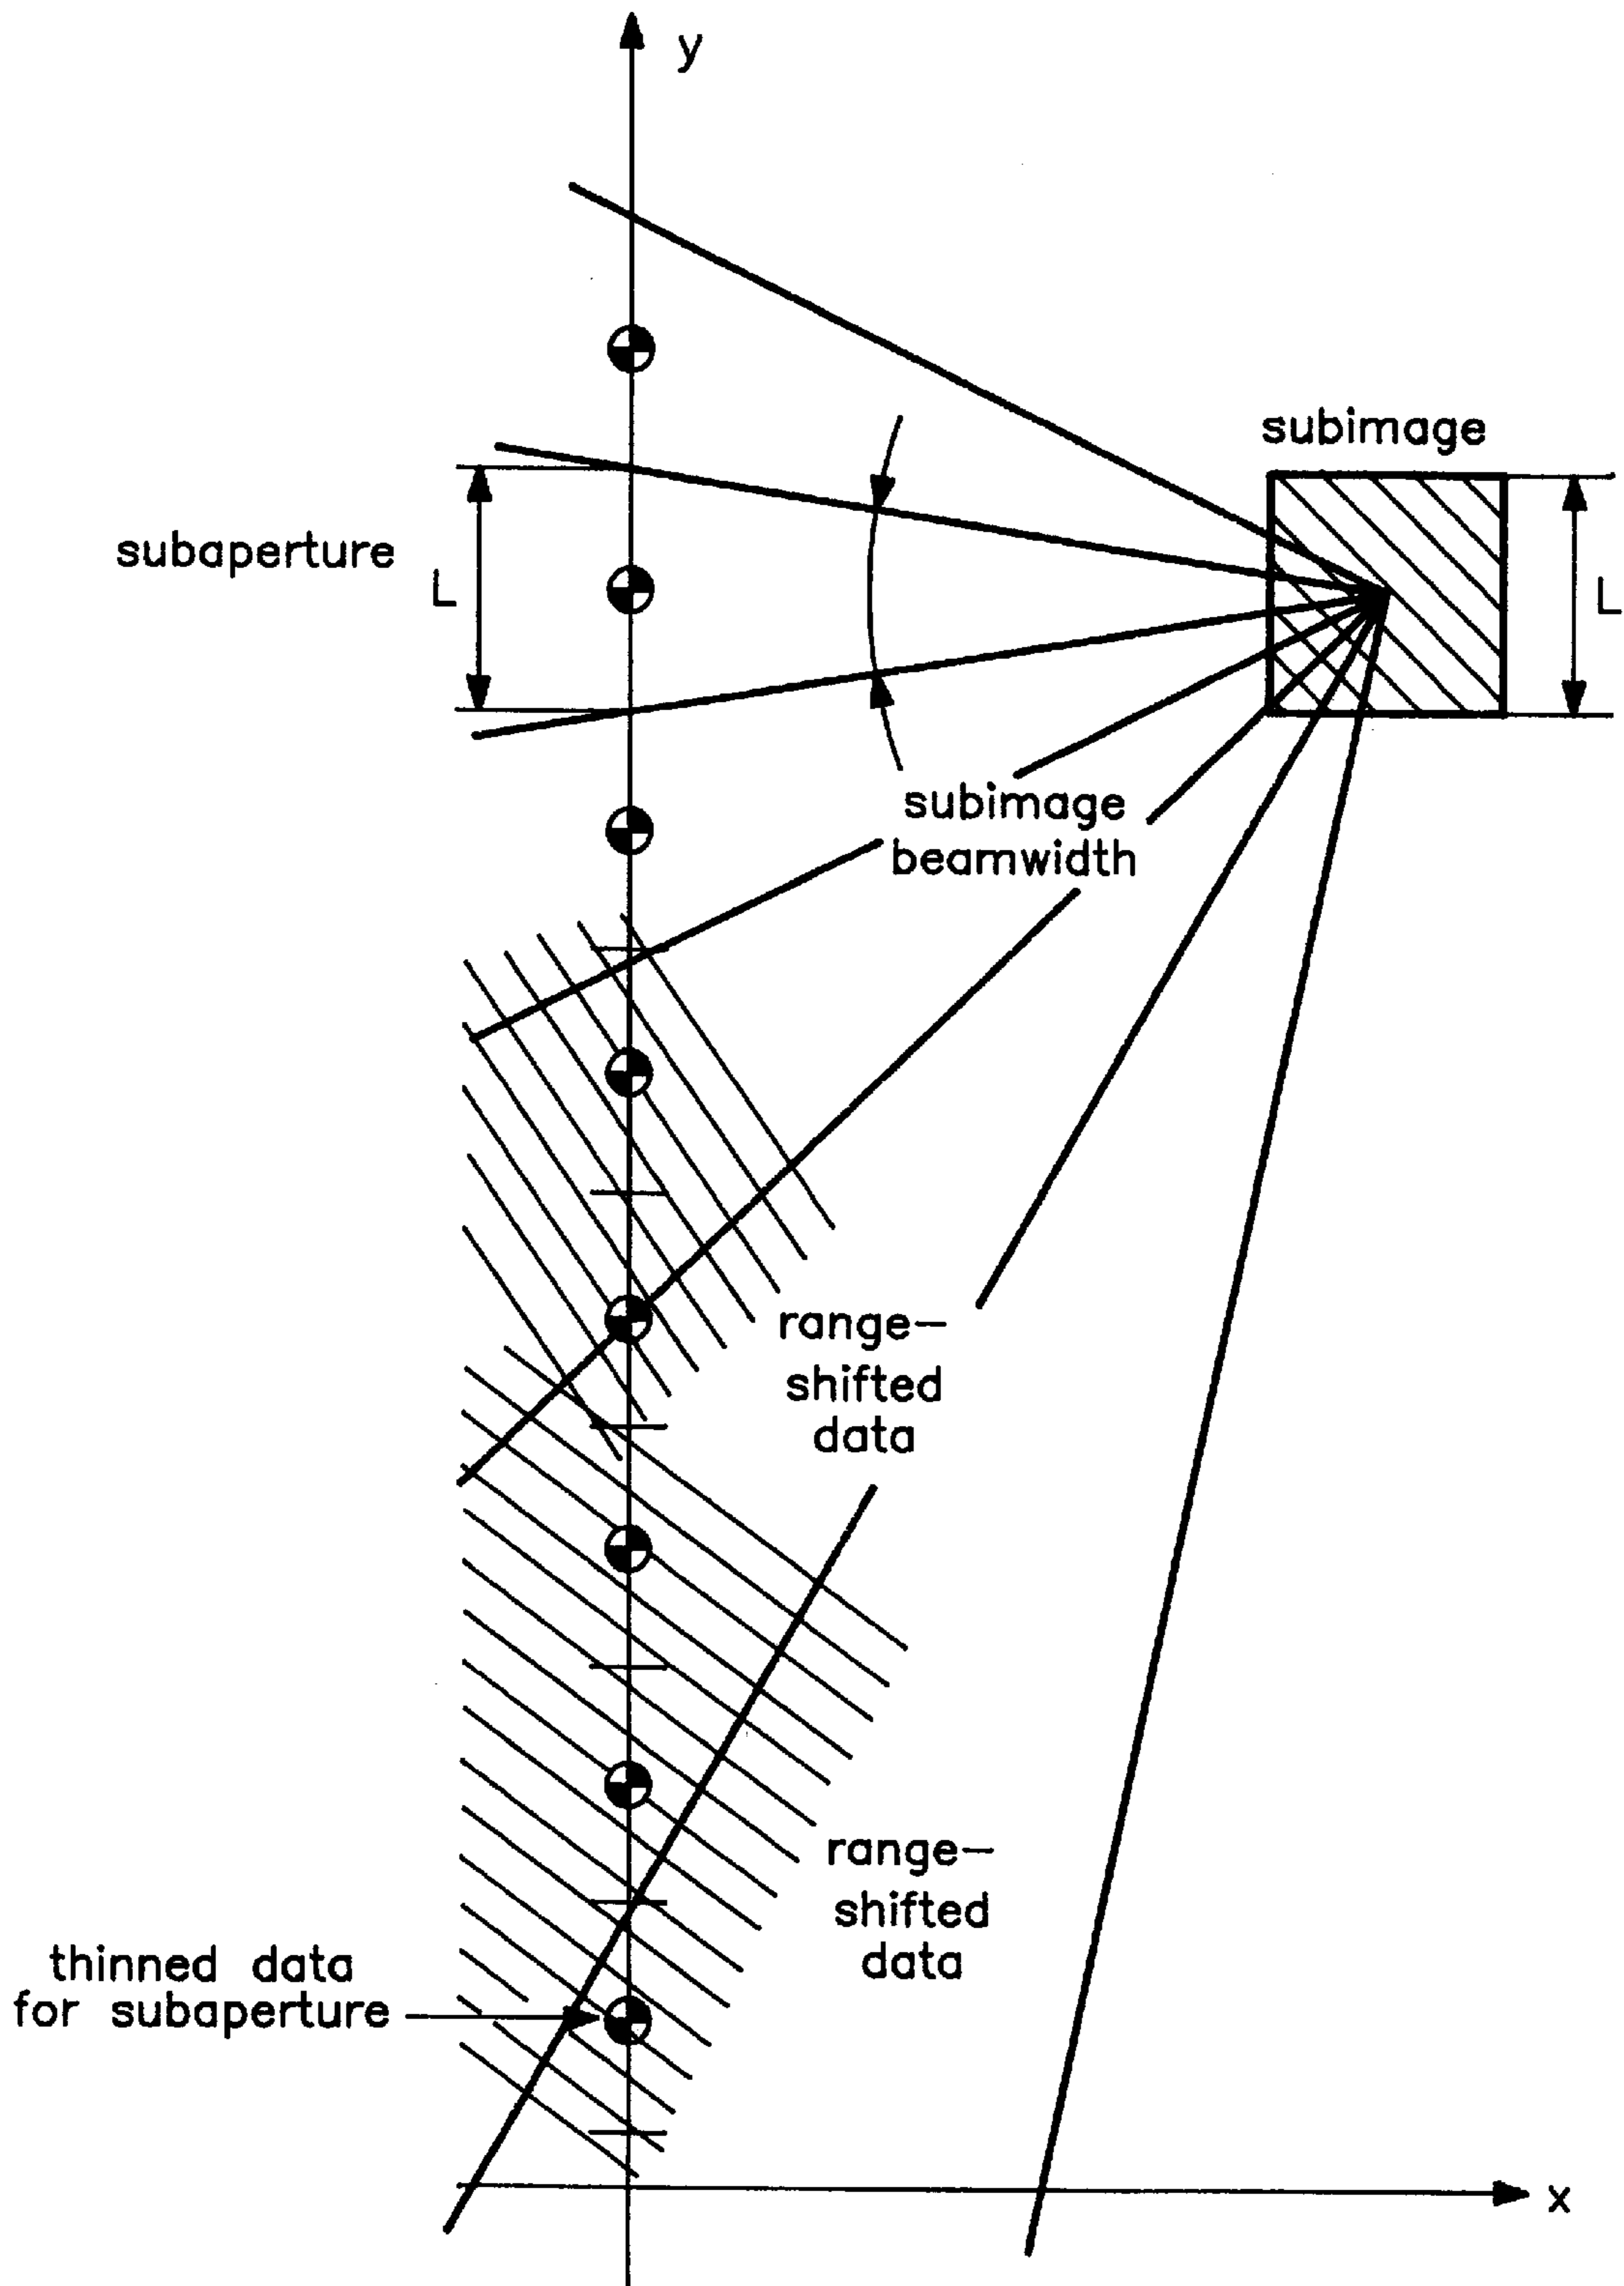 y
subimage
subaperture
L
L
subimage
beamwidth
range-
shifted
data
range-
shifted
data
thinned data
for subaperture
x